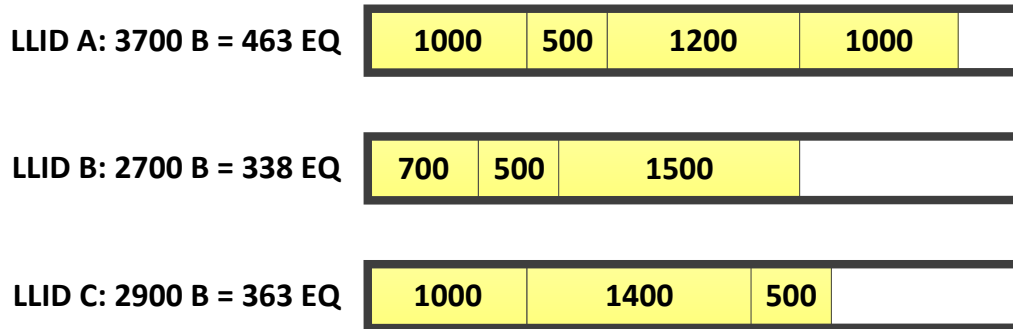 LLID A: 3700 B = 463 EQ 1000 500 1200 1000
LLID B: 2700 B = 338 EQ 700 500 1500
LLID C: 2900 B = 363 EQ 1000 1400 500